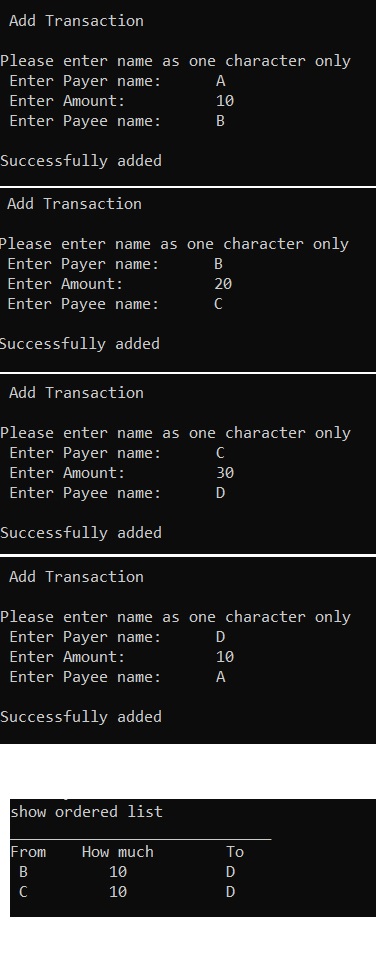 Add Transaction
Please enter name as one character only
Enter Payer name: A
Enter Amount: 10
Enter Payee name: B
Successfully added
Add Transaction
Please enter name as one character only
Enter Payer name: B
Enter Amount: 20
Enter Payee name: C
Successfully added
Add Transaction
Please enter name as one character only
Enter Payer name: C
Enter Amount: 30
Enter Payee name: D
Successfully added
Add Transaction
Please enter name as one character only
Enter Payer name: D
Enter Amount: 10
Enter Payee name: A
Successfully added
show ordered list
From How much To
B 10 D
C 10 D